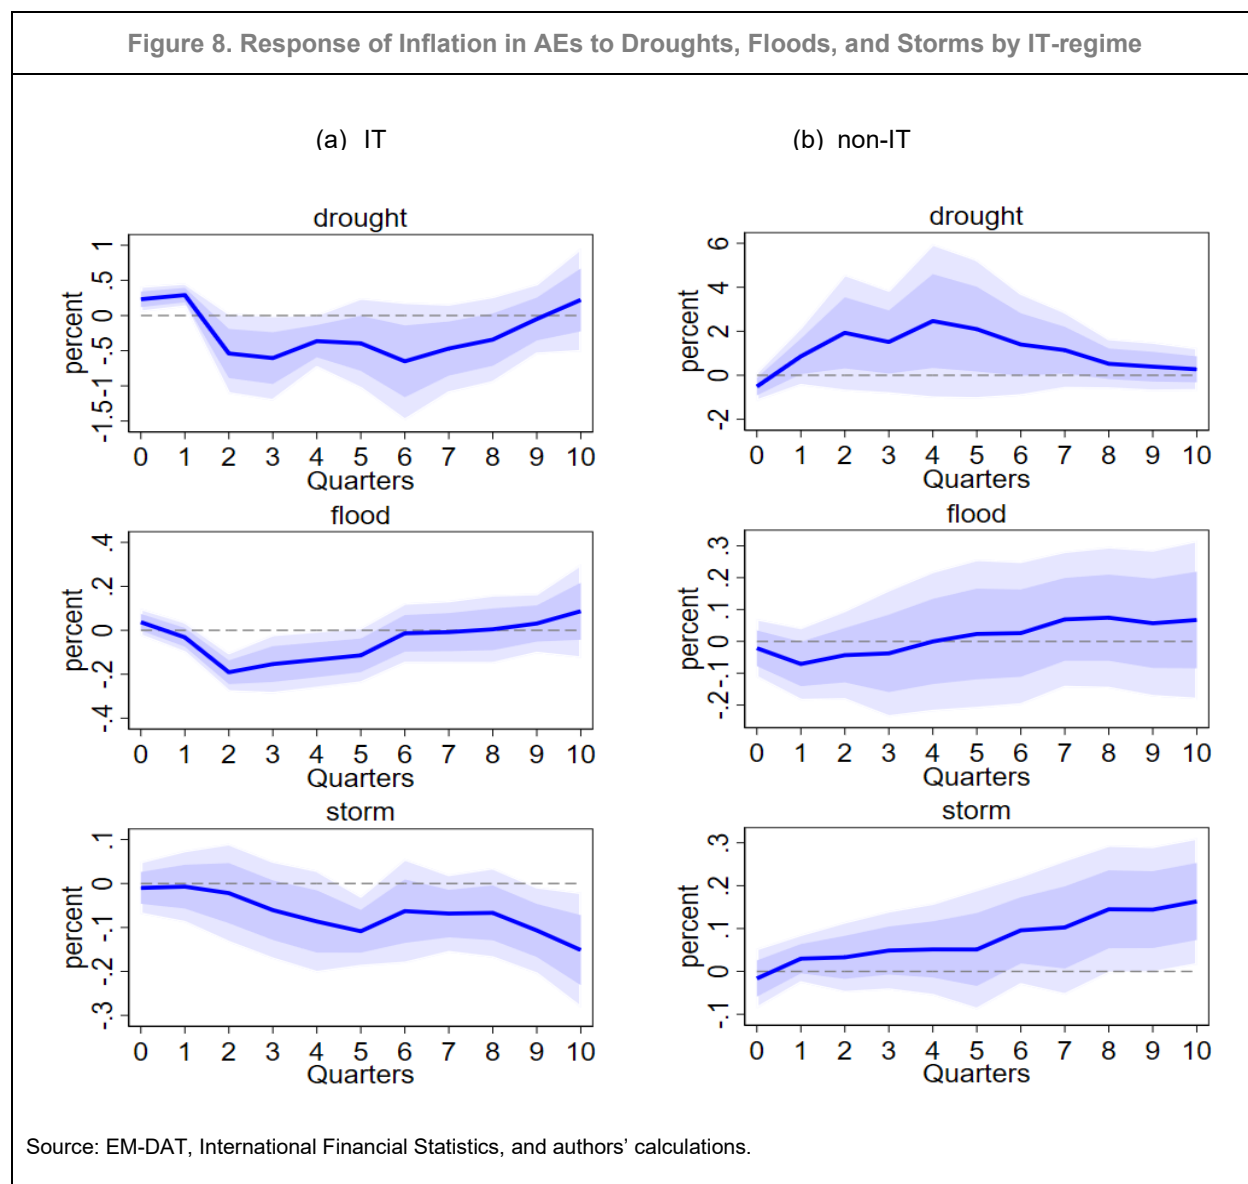 Figure 8. Response of Inflation in AEs to Droughts, Floods, and Storms by IT-regime
(a) IT
(b) non-IT
drought
percent
1
.5
0
-.5
-1
-1.5
0 1 2 3 4 5 6 7 8 9 10
Quarters
drought
percent
6
4
2
0
-2
0 1 2 3 4 5 6 7 8 9 10
Quarters
flood
percent
.4
.2
0
-.2
-.4
0 1 2 3 4 5 6 7 8 9 10
Quarters
flood
percent
.3
.2
.1
0
-.1
-.2
0 1 2 3 4 5 6 7 8 9 10
Quarters
storm
percent
.1
0
-.1
-.2
-.3
0 1 2 3 4 5 6 7 8 9 10
Quarters
storm
percent
.3
.2
.1
0
-.1
0 1 2 3 4 5 6 7 8 9 10
Quarters
Source: EM-DAT, International Financial Statistics, and authors’ calculations.